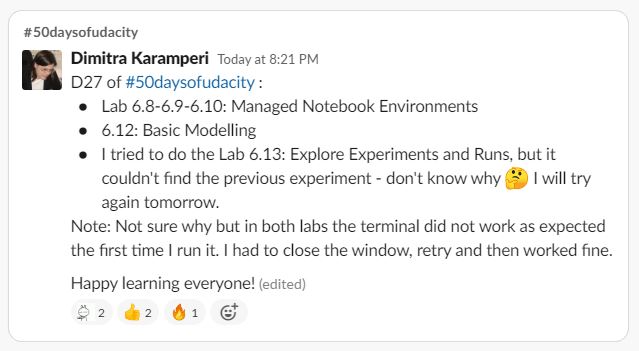 #50daysofudacity
Dimitra Karamperi Today at 8:21 PM
D27 of #50daysofudacity :
● Lab 6.8-6.9-6.10: Managed Notebook Environments
● 6.12: Basic Modelling
● I tried to do the Lab 6.13: Explore Experiments and Runs, but it
couldn't find the previous experiment - don't know why 🤔 I will try
again tomorrow.
Note: Not sure why but in both labs the terminal did not work as expected
the first time I run it. I had to close the window, retry and then worked fine.
Happy learning everyone! (edited)
2 👍 2 🔥 1